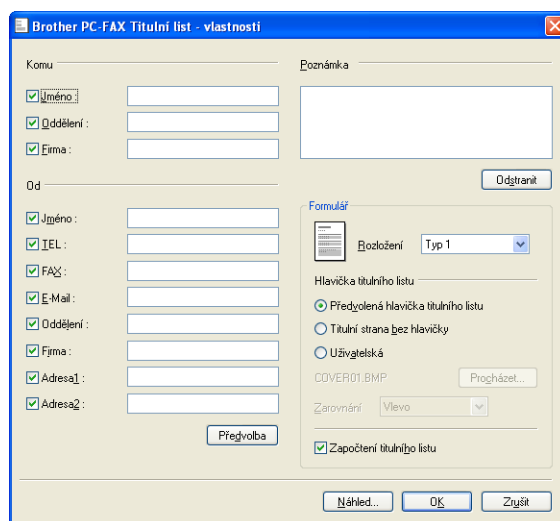 Brother PC-FAX Titulní list - vlastnosti
Komu
Jméno :
Oddělení :
Firma :
Poznámka
Odstranit
Od
Jméno :
TEL :
FAX :
E-Mail :
Oddělení :
Firma :
Adresa1 :
Adresa2 :
Předvolba
Formulář
Rozložení Typ 1
Hlavička titulního listu
Předvolená hlavička titulního listu
Titulní strana bez hlavičky
Uživatelská
COVER01.BMP Procházet...
Zarovnání Vlevo
Započtení titulního listu
Náhled... OK Zrušit